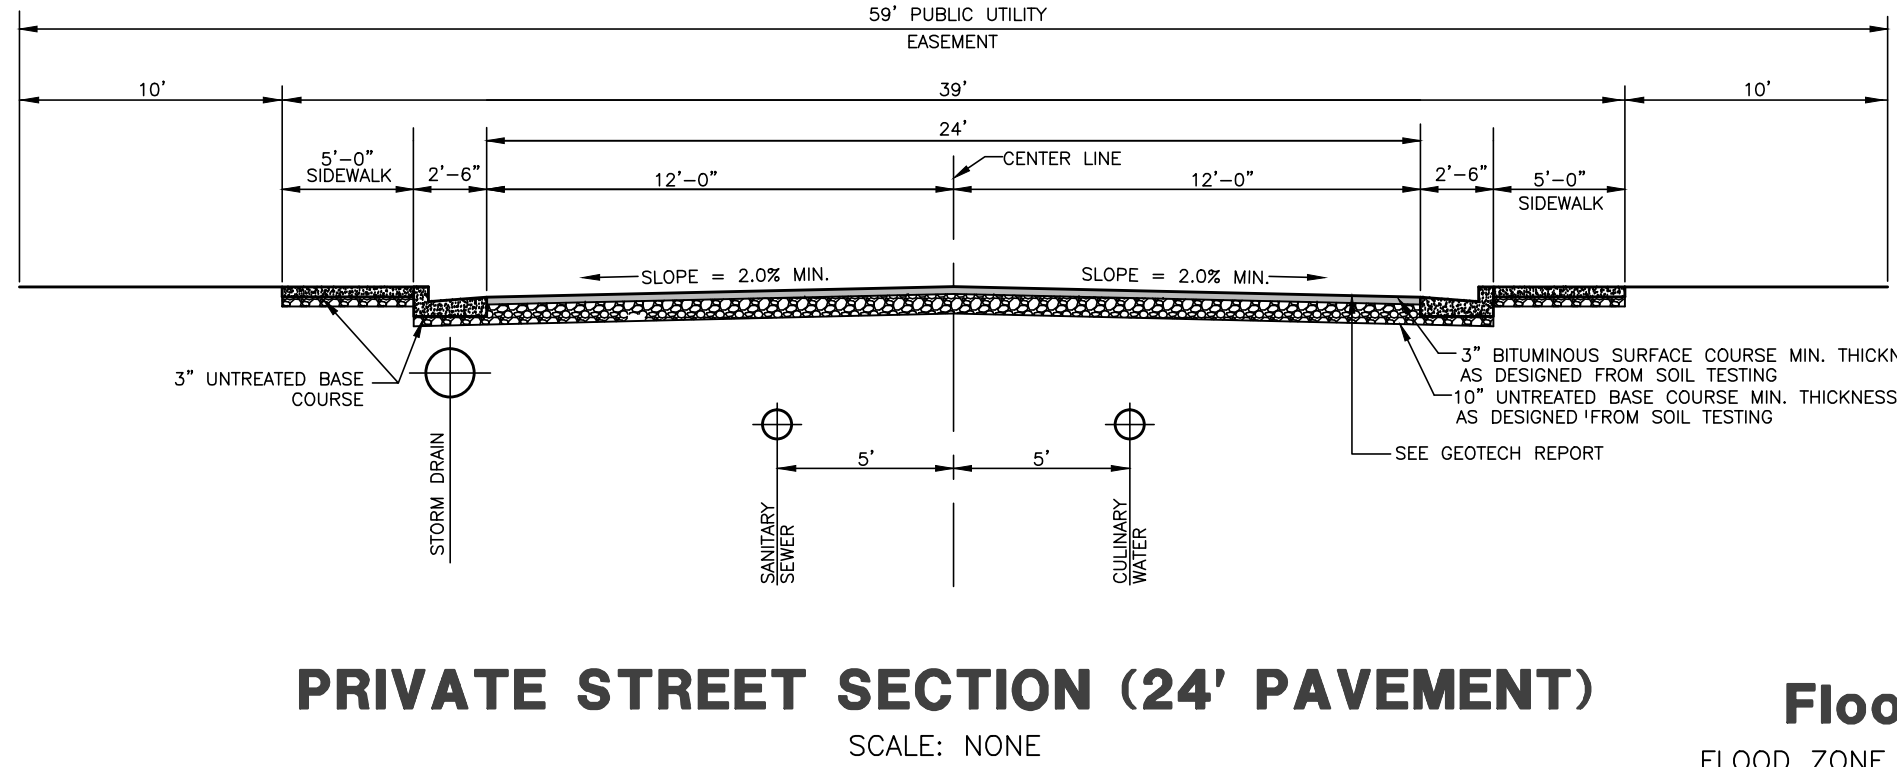 59' PUBLIC UTILITY
EASEMENT
10'
39'
10'
24'
CENTER LINE
5'-0"
SIDEWALK
2'-6"
12'-0"
12'-0"
2'-6"
5'-0"
SIDEWALK
SLOPE = 2.0% MIN.
SLOPE = 2.0% MIN.
3" UNTREATED BASE
COURSE
3" BITUMINOUS SURFACE COURSE MIN.
AS DESIGNED FROM SOIL TESTING
10" UNTREATED BASE COURSE MIN. THICKNESS
AS DESIGNED FROM SOIL TESTING
SEE GEOTECH REPORT
5'
5'
STORM DRAIN
SANITARY
SEWER
CULINARY
WATER
PRIVATE STREET SECTION (24' PAVEMENT)
SCALE: NONE
FLOOD ZONE